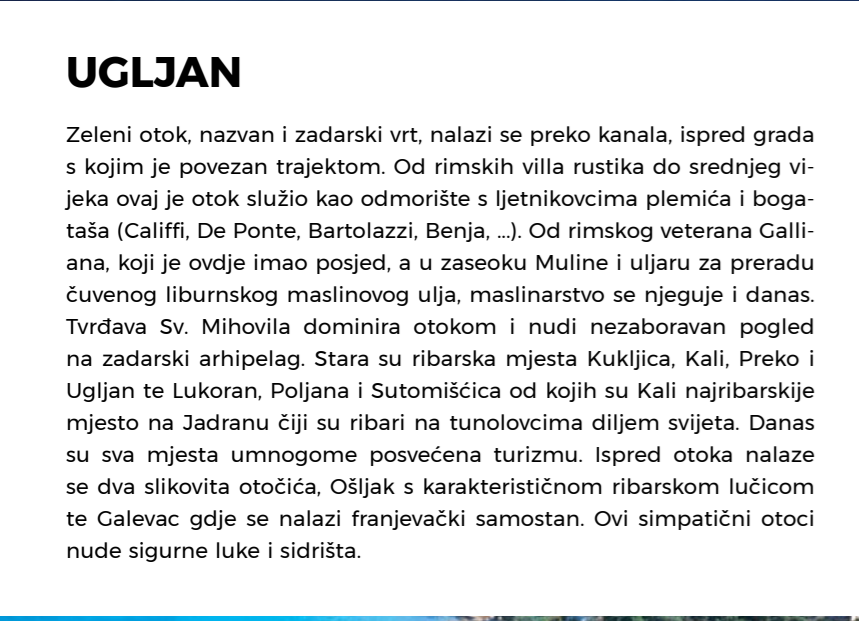 UGLJAN
Zeleni otok, nazvan i zadarski vrt, nalazi se preko kanala, ispred grada
s kojim je povezan trajektom. Od rimskih villa rustika do srednjeg vi-
jeka ovaj je otok služio kao odmorište s ljetnikovcima plemića i boga-
taša (Califfi, De Ponte, Bartolazzi, Benja, ...). Od rimskog veterana Galli-
ana, koji je ovdje imao posjed, a u zaseoku Muline i uljaru za preradu
čuvenog liburnskog maslinovog ulja, maslinarstvo se njeguje i danas.
Tvrđava Sv. Mihovila dominira otokom i nudi nezaboravan pogled
na zadarski arhipelag. Stara su ribarska mjesta Kukljica, Kali, Preko i
Ugljan te Lukoran, Poljana i Sutomišćica od kojih su Kali najribarskije
mjesto na Jadranu čiji su ribari na tunolovcima diljem svijeta. Danas
su sva mjesta umnogome posvećena turizmu. Ispred otoka nalaze
se dva slikovita otočića, Ošljak s karakterističnom ribarskom lučicom
te Galevac gdje se nalazi franjevački samostan. Ovi simpatični otoci
nude sigurne luke i sidrišta.